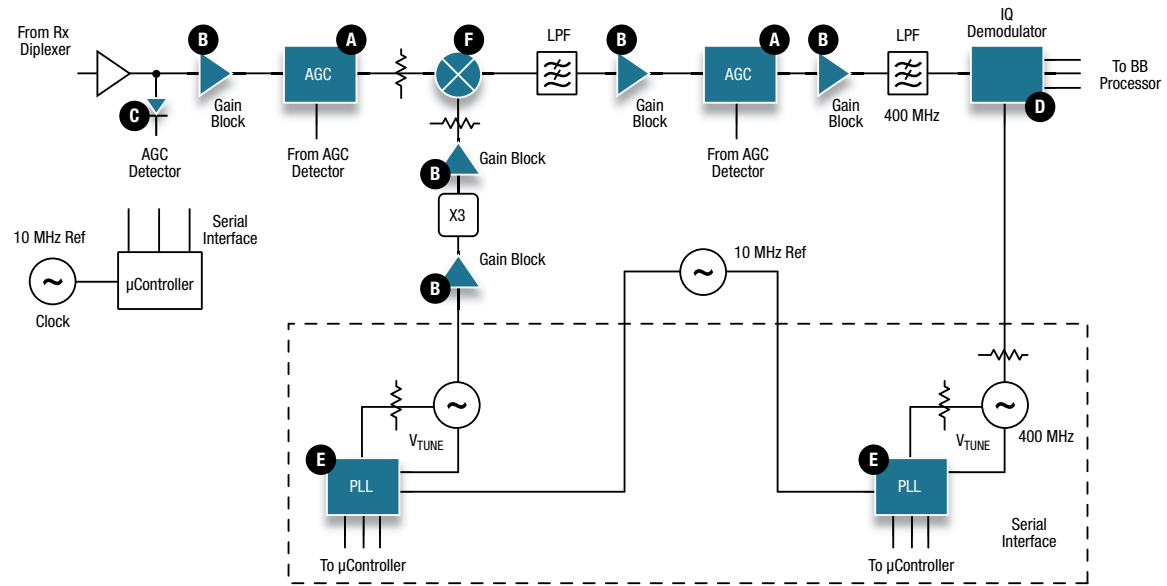 From Rx
Diplexer
B
A
F
LPF
B
A
B
LPF
IQ
Demodulator
AGC
AGC
To BB
Processor
C
Gain
Block
Gain
Block
Gain
Block
400 MHz
D
AGC
Detector
From AGC
Detector
From AGC
Detector
Gain Block
B
X3
Serial
Interface
10 MHz Ref
µController
Clock
Gain Block
B
10 MHz Ref
VTUNE
VTUNE
400 MHz
E
PLL
E
PLL
Serial
Interface
To µController
To µController